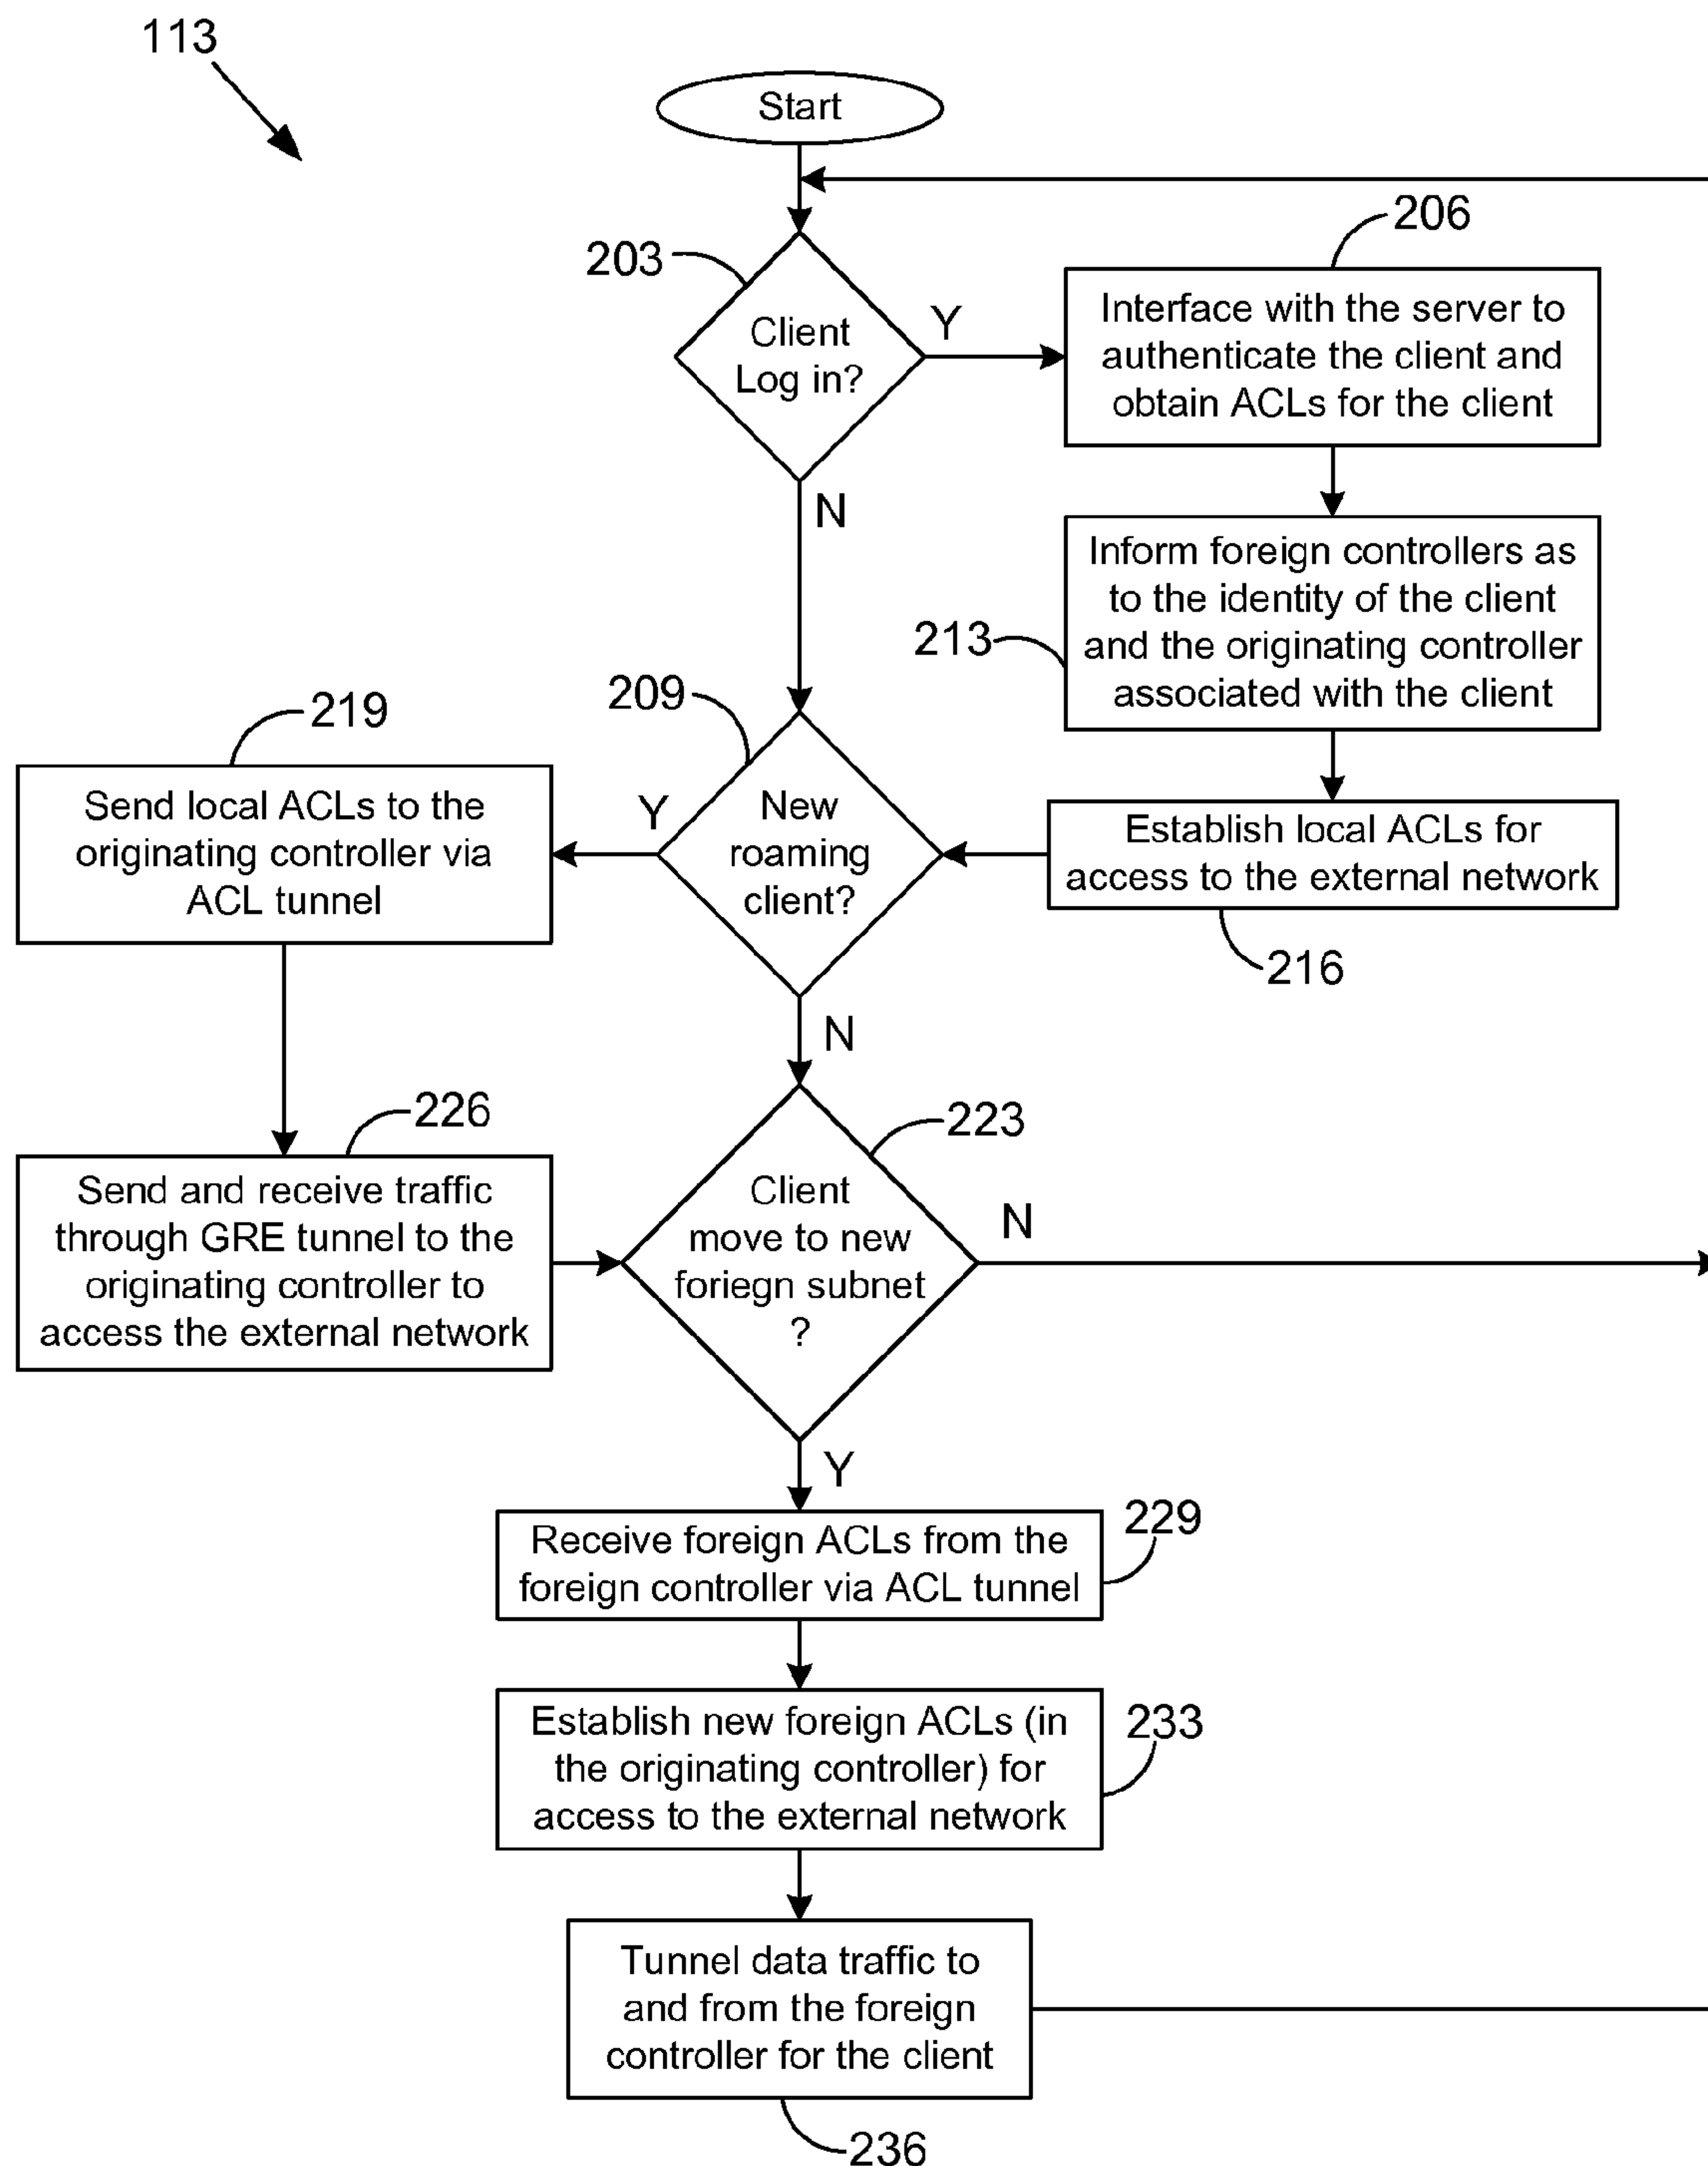 113
Start
203
Client
Log in?
Y
N
206
Interface with the server to
authenticate the client and
obtain ACLs for the client
213
Inform foreign controllers as
to the identity of the client
and the originating controller
associated with the client
216
Establish local ACLs for
access to the external network
209
New
roaming
client?
Y
N
219
Send local ACLs to the
originating controller via
ACL tunnel
226
Send and receive traffic
through GRE tunnel to the
originating controller to
access the external network
223
Client
move to new
foriegn subnet
?
N
Y
229
Receive foreign ACLs from the
foreign controller via ACL tunnel
233
Establish new foreign ACLs (in
the originating controller) for
access to the external network
Tunnel data traffic to
and from the foreign
controller for the client
236